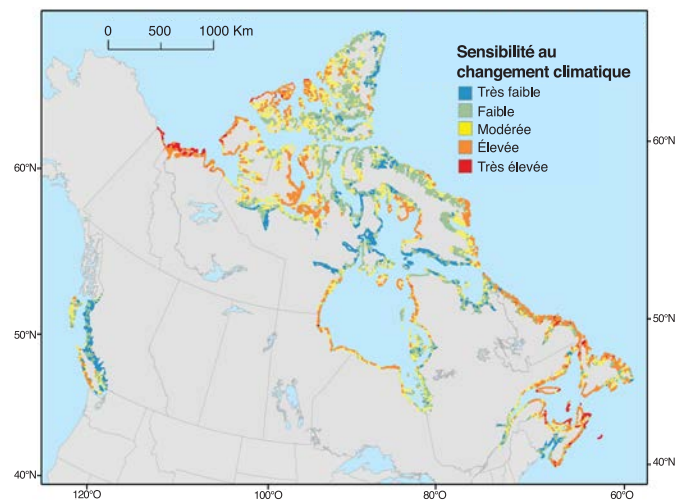 0 500 1000 Km
Sensibilité au
changement climatique
Très faible
Faible
Modérée
Élevée
Très élevée
60°N
60°N
50°N
50°N
40°N
40°N
120°O
100°O
80°O
60°O